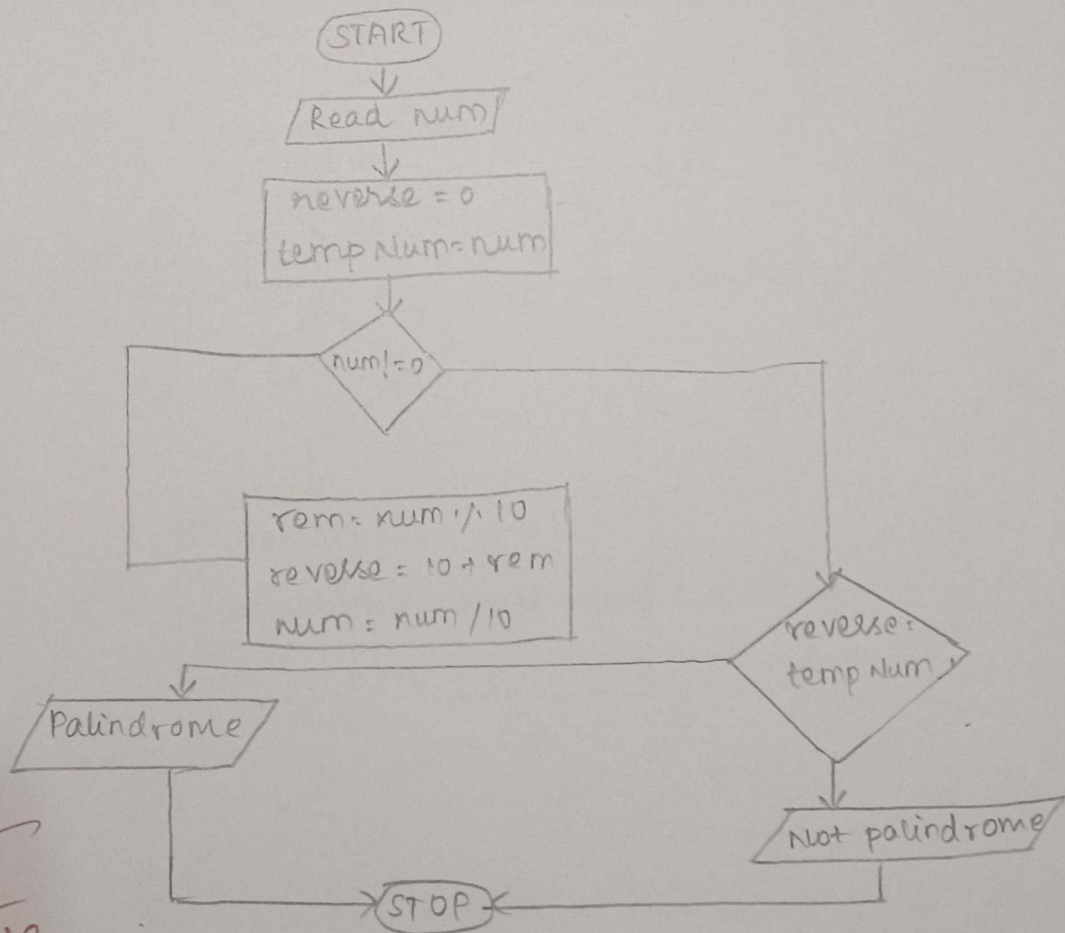 START
Read num
reverse = 0
temp Num = num
num!=0
rem = num % 10
reverse = 10 + rem
num = num / 10
reverse =
temp Num
Palindrome
Not palindrome
STOP